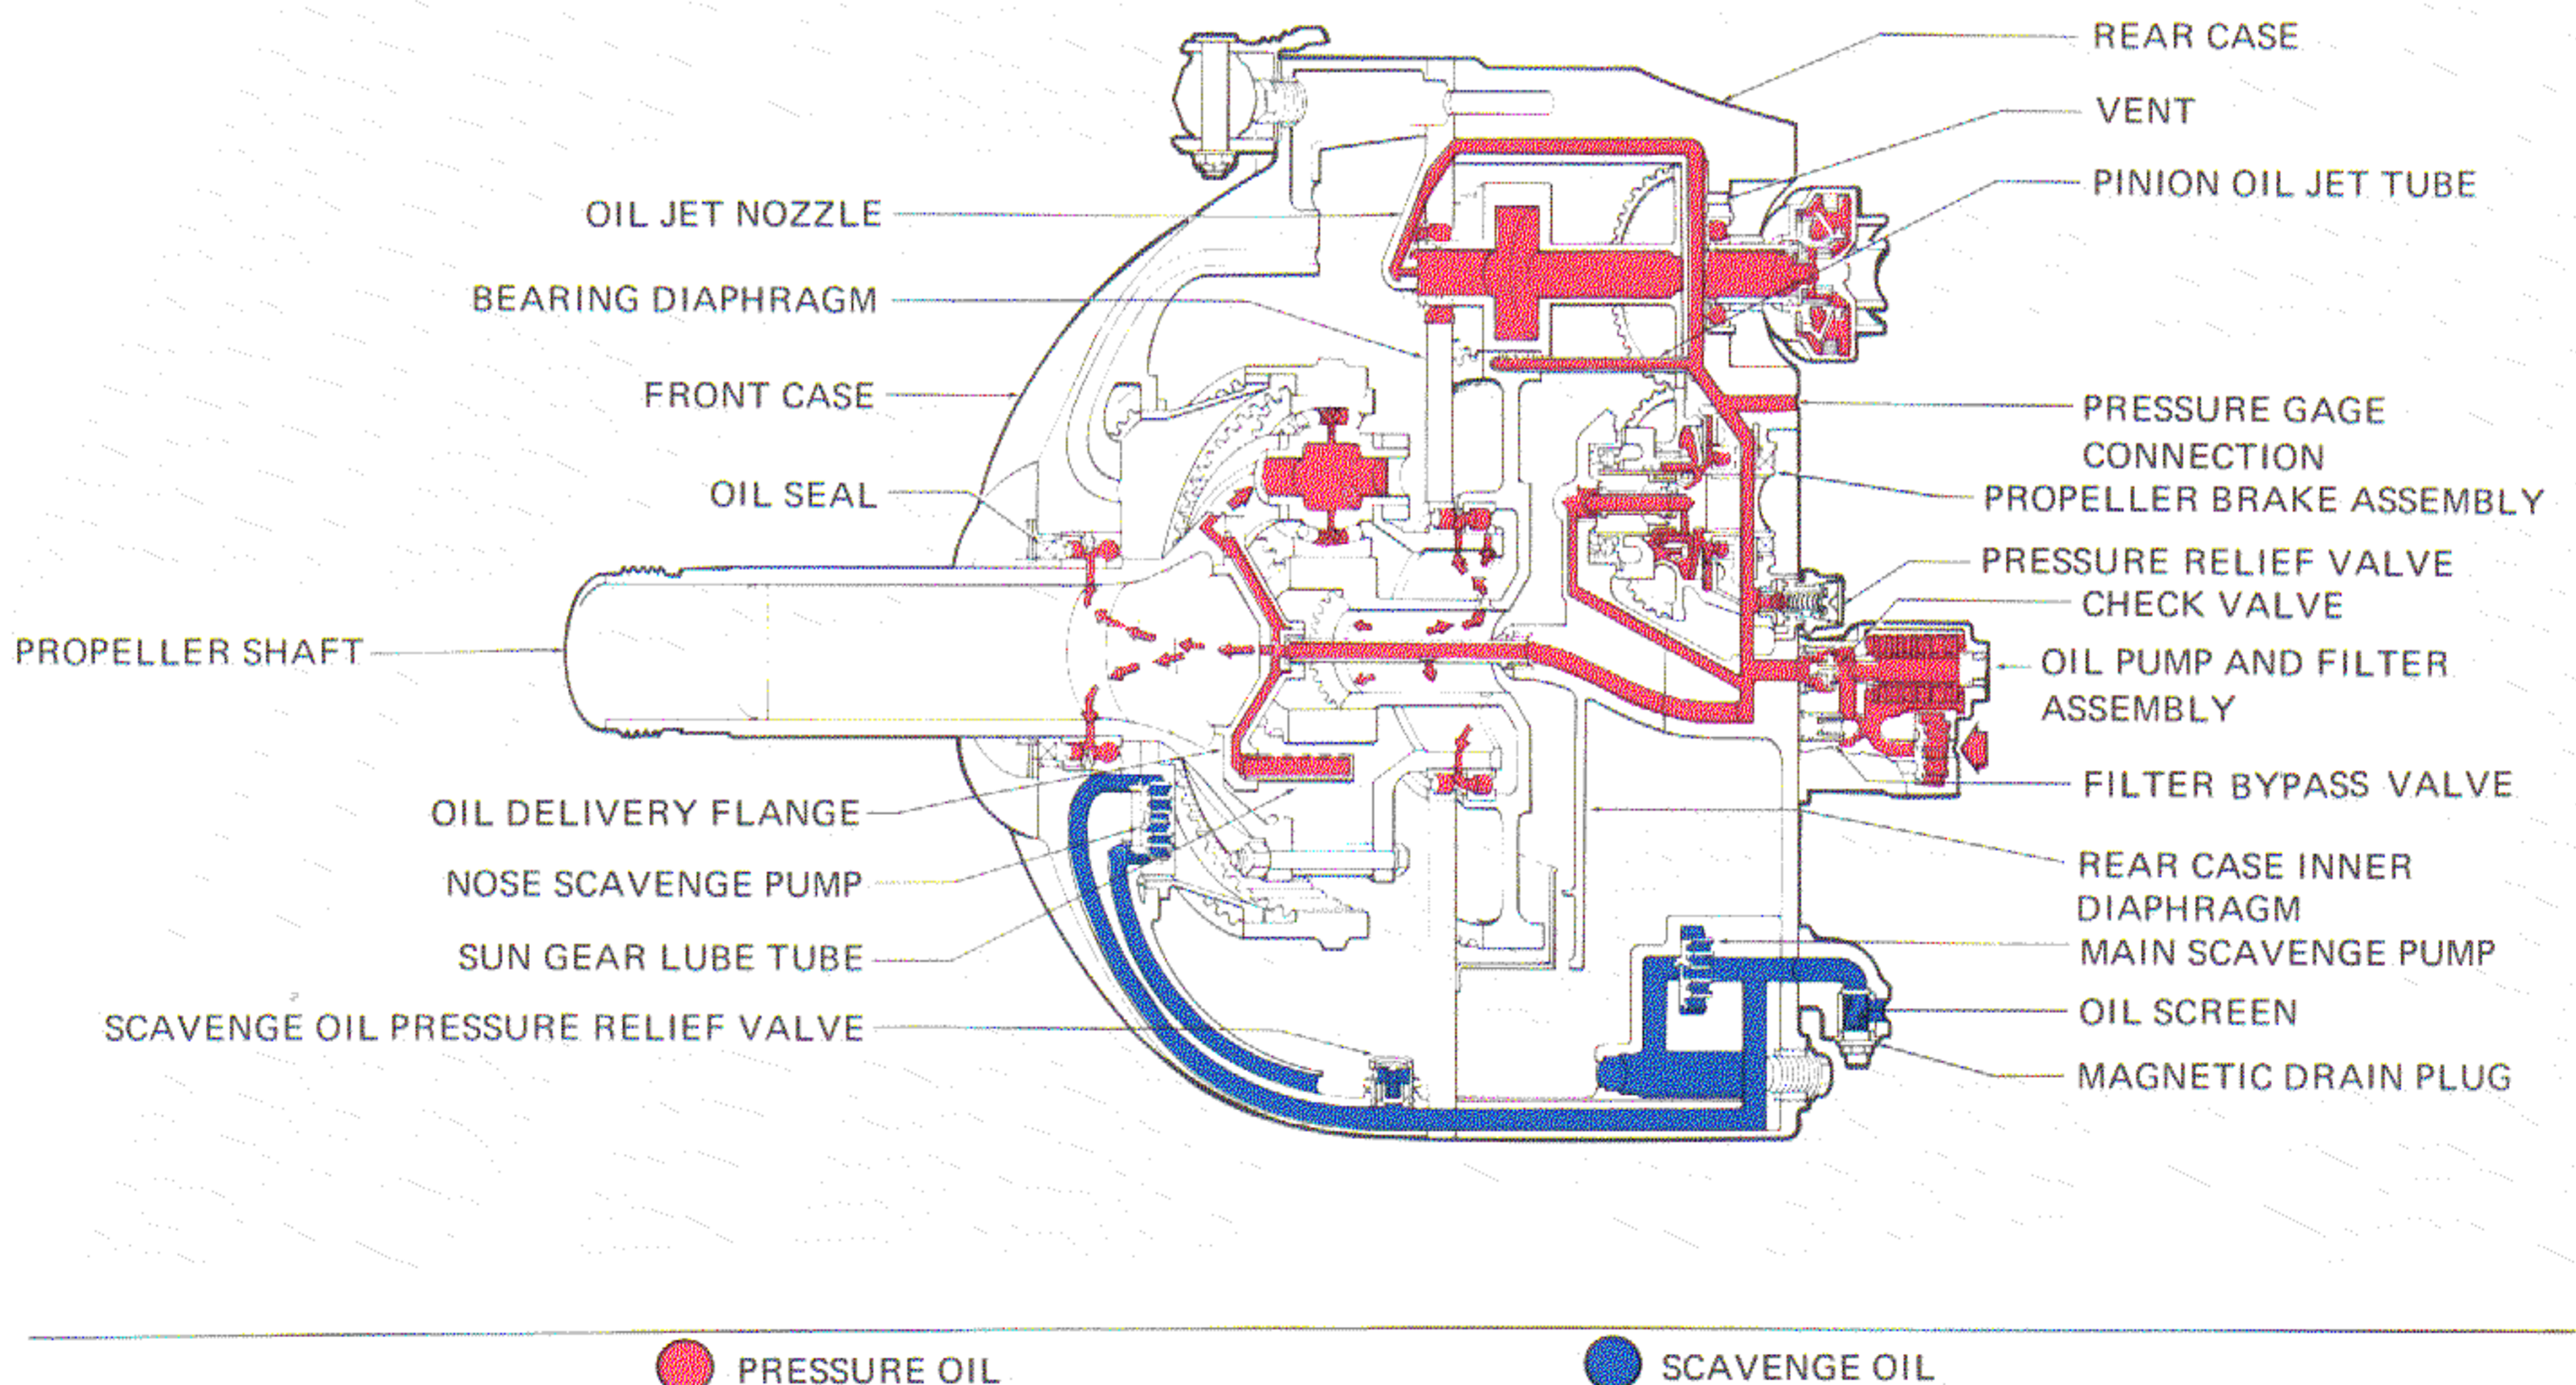 REAR CASE
VENT
PINION OIL JET TUBE
OIL JET NOZZLE
BEARING DIAPHRAGM
FRONT CASE
PRESSURE GAGE
CONNECTION
OIL SEAL
PROPELLER BRAKE ASSEMBLY
PRESSURE RELIEF VALVE
CHECK VALVE
PROPELLER SHAFT
OIL PUMP AND FILTER
ASSEMBLY
FILTER BYPASS VALVE
OIL DELIVERY FLANGE
REAR CASE INNER
DIAPHRAGM
NOSE SCAVENGE PUMP
MAIN SCAVENGE PUMP
SUN GEAR LUBE TUBE
OIL SCREEN
SCAVENGE OIL PRESSURE RELIEF VALVE
MAGNETIC DRAIN PLUG
PRESSURE OIL
SCAVENGE OIL